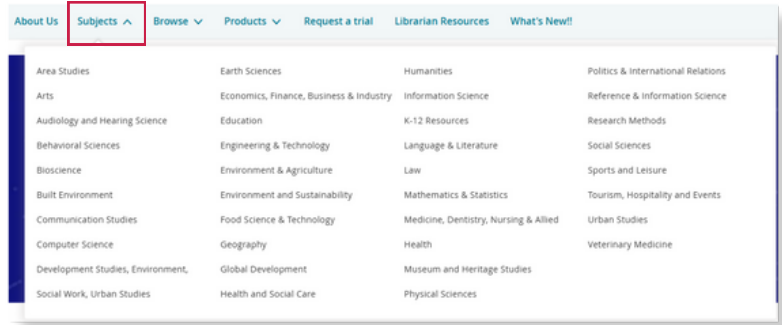 About Us Subjects Browse Products Request a trial Librarian Resources What's New!!
Area Studies
Arts
Audiology and Hearing Science
Behavioral Sciences
Bioscience
Built Environment
Communication Studies
Computer Science
Development Studies, Environment,
Social Work, Urban Studies
Earth Sciences
Economics, Finance, Business & Industry
Education
Engineering & Technology
Environment & Agriculture
Environment and Sustainability
Food Science & Technology
Geography
Global Development
Health and Social Care
Humanities
Information Science
K-12 Resources
Language & Literature
Law
Mathematics & Statistics
Medicine, Dentistry, Nursing & Allied
Health
Museum and Heritage Studies
Physical Sciences
Politics & International Relations
Reference & Information Science
Research Methods
Social Sciences
Sports and Leisure
Tourism, Hospitality and Events
Urban Studies
Veterinary Medicine